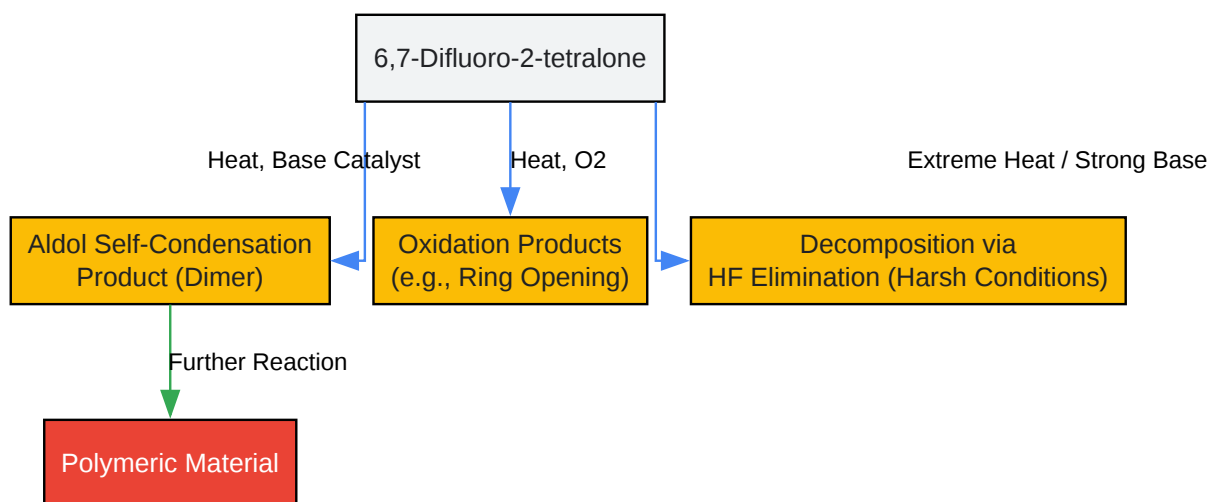 6,7-Difluoro-2-tetralone
Heat, Base Catalyst
Heat, O2
Extreme Heat / Strong Base
Aldol Self-Condensation
Product (Dimer)
Oxidation Products
(e.g., Ring Opening)
Decomposition via
HF Elimination (Harsh Conditions)
Further Reaction
Polymeric Material